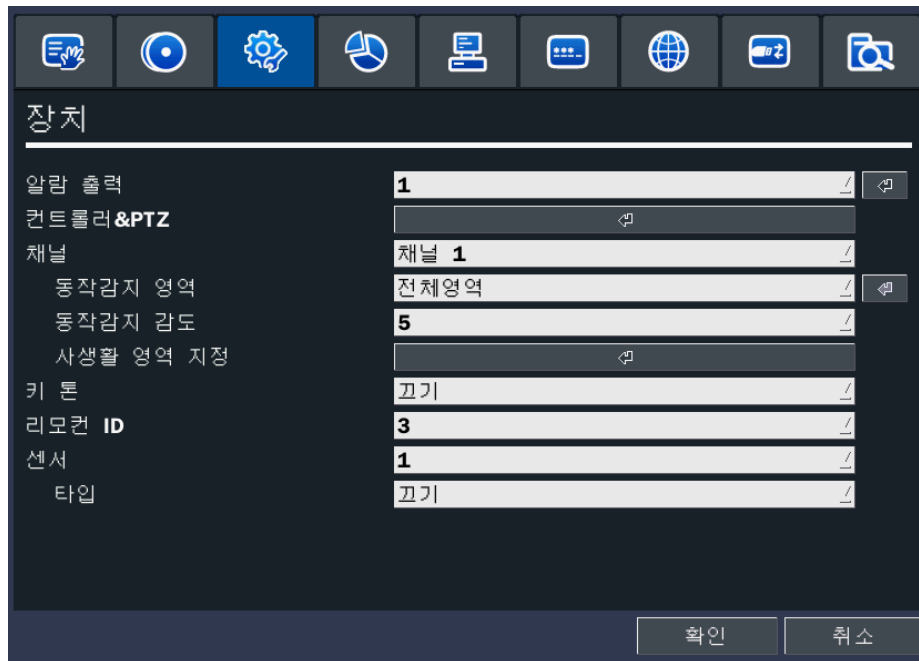 장치
알람 출력 1
컨트롤러&PTZ
채널 채널 1
동작감지 영역 전체영역
동작감지 감도 5
사생활 영역 지정
키 톤 끄기
리모컨 ID 3
센서 1
타입 끄기
확인 취소